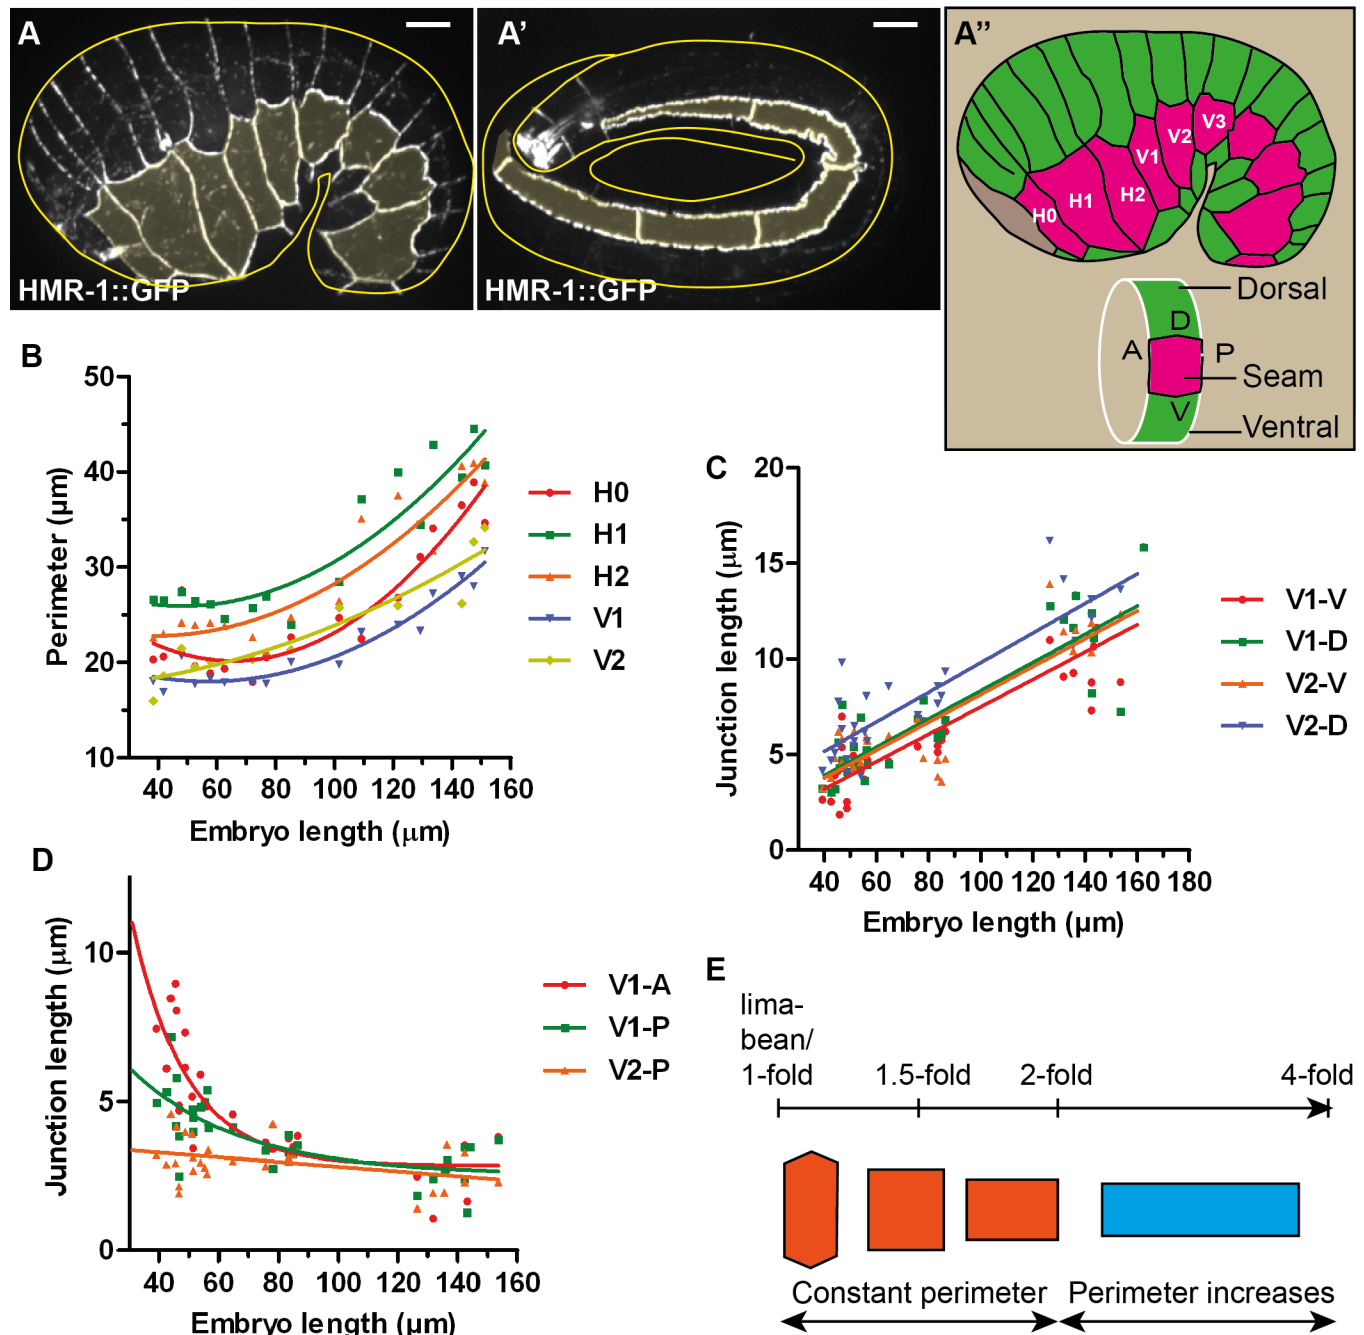 A
HMR-1::GFP
A'
HMR-1::GFP
A"
H0
H1
H2
V1
V2
V3
Dorsal
D
A
P
Seam
V
Ventral
B
Perimeter (μm)
50
40
30
20
10
40 60 80 100 120 140 160
Embryo length (μm)
H0
H1
H2
V1
V2
C
Junction length (μm)
20
15
10
5
0
40 60 80 100 120 140 160 180
Embryo length (μm)
V1-V
V1-D
V2-V
V2-D
D
Junction length (μm)
10
5
0
40 60 80 100 120 140 160
Embryo length (μm)
V1-A
V1-P
V2-P
E
lima-
bean/
1-fold 1.5-fold 2-fold 4-fold
Constant perimeter Perimeter increases